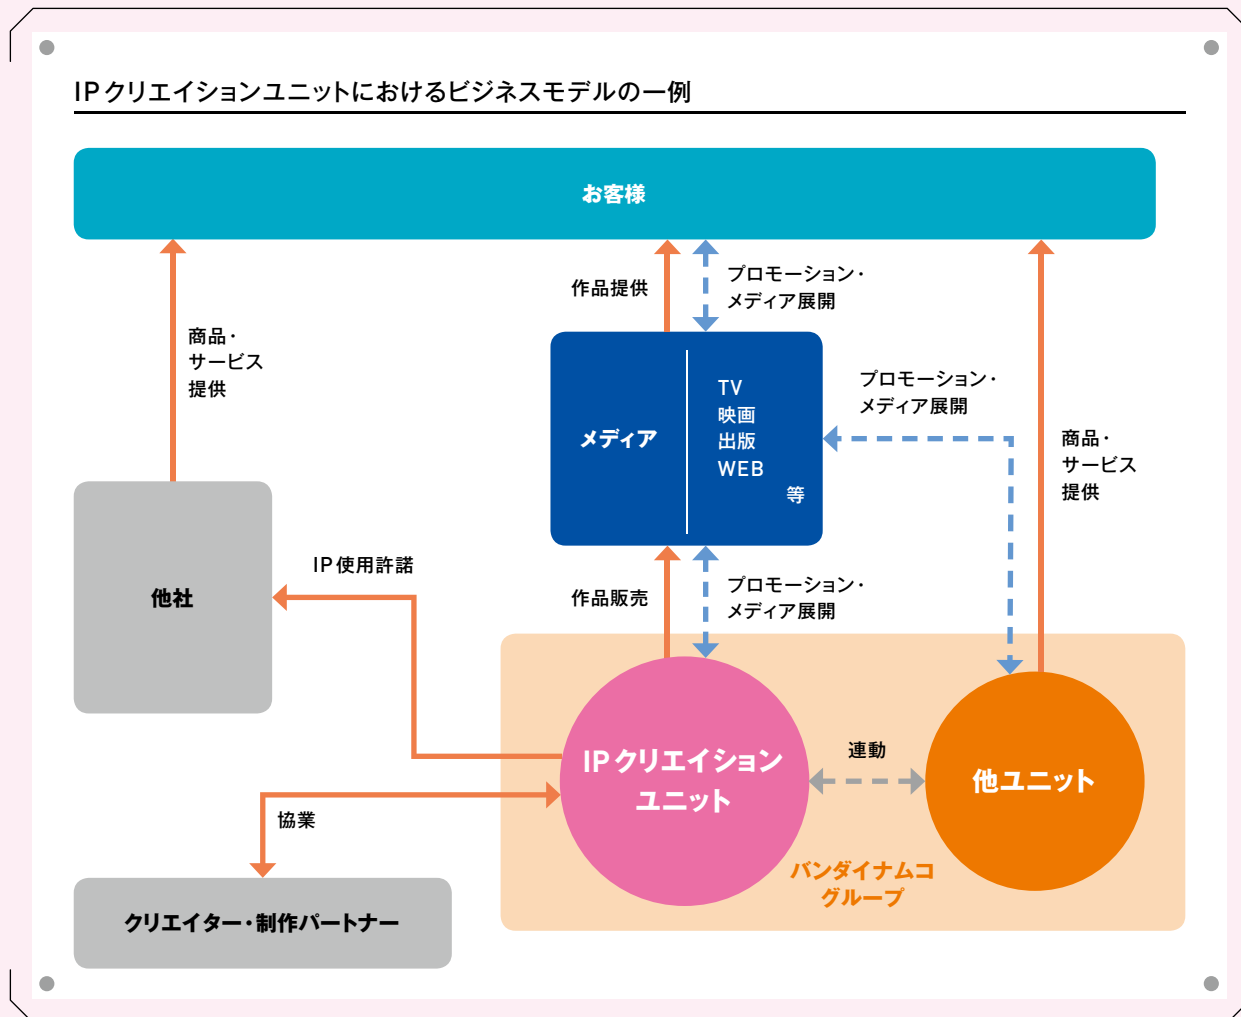 IPクリエイションユニットにおけるビジネスモデルの一例
お客様
作品提供
プロモーション・
メディア展開
商品・
サービス
提供
メディア
TV
映画
出版
WEB
等
プロモーション・
メディア展開
商品・
サービス
提供
他社
IP使用許諾
作品販売
プロモーション・
メディア展開
IPクリエイション
ユニット
連動
他ユニット
協業
バンダイナムコ
グループ
クリエイター・制作パートナー